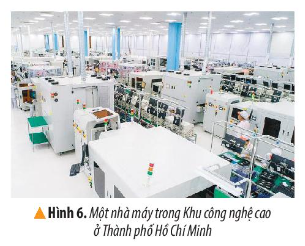 ▲ Hình 6. Một nhà máy trong Khu công nghệ cao
ở Thành phố Hồ Chí Minh